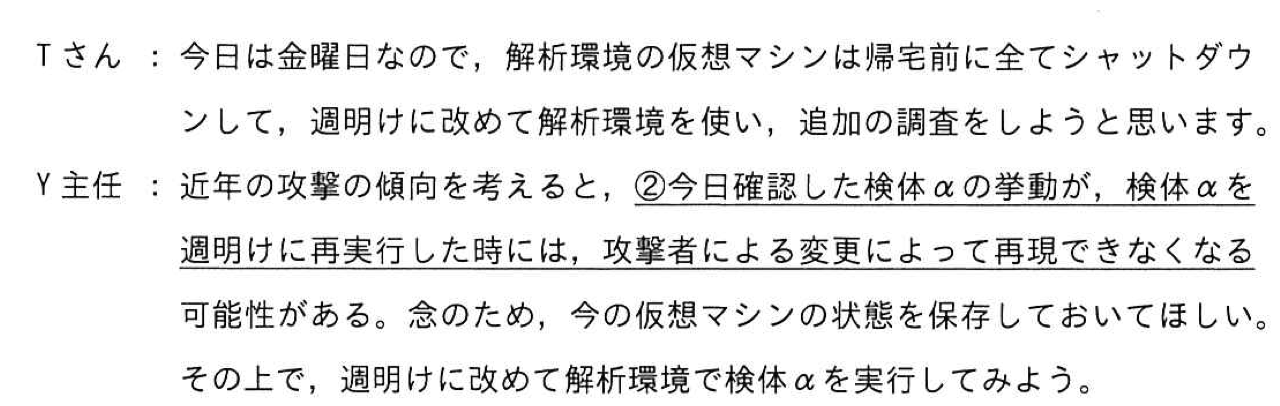 Tさん ： 今日は金曜日なので，解析環境の仮想マシンは帰宅前に全てシャットダウ
ンして，週明けに改めて解析環境を使い，追加の調査をしようと思います。
Y主任 ： 近年の攻撃の傾向を考えると，②今日確認した検体αの挙動が，検体αを
週明けに再実行した時には，攻撃者による変更によって再現できなくなる
可能性がある。念のため，今の仮想マシンの状態を保存しておいてほしい。
その上で，週明けに改めて解析環境で検体αを実行してみよう。